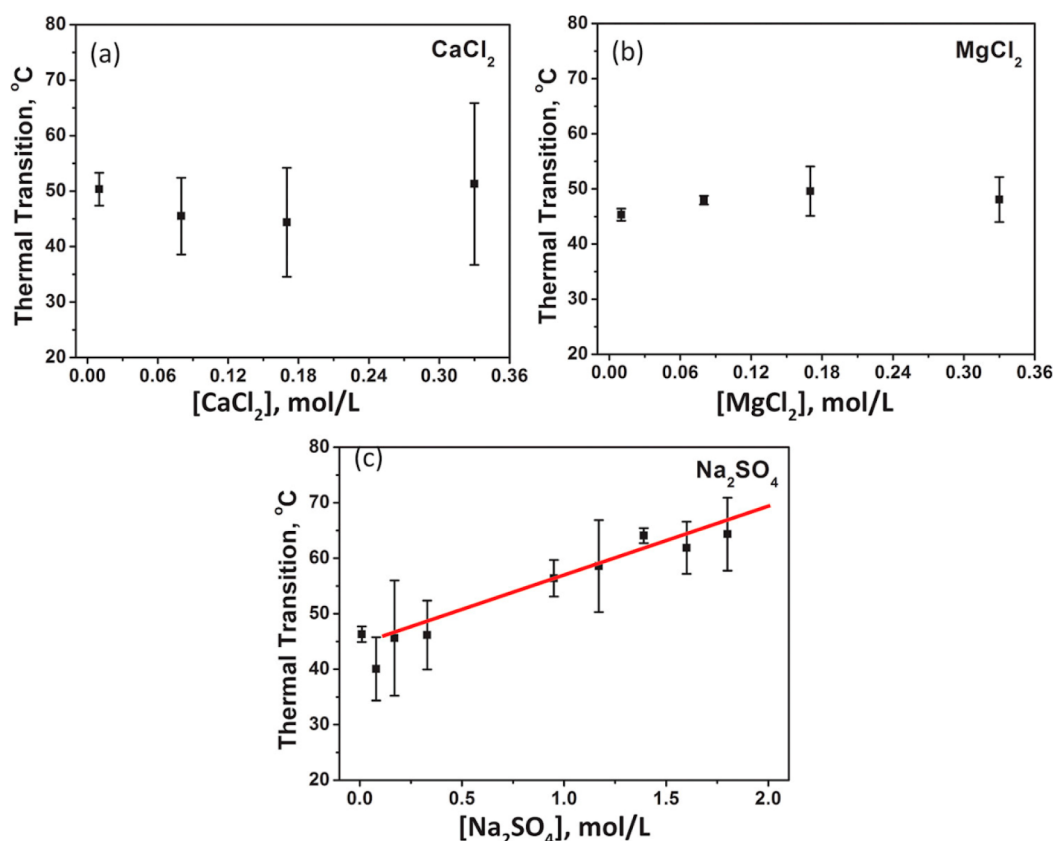 (a)
CaCl₂
Thermal Transition, °C
80
70
60
50
40
30
20
0.00 0.06 0.12 0.18 0.24 0.30 0.36
[CaCl₂], mol/L
(b)
MgCl₂
Thermal Transition, °C
80
70
60
50
40
30
20
0.00 0.06 0.12 0.18 0.24 0.30 0.36
[MgCl₂], mol/L
(c)
Na₂SO₄
Thermal Transition, °C
80
70
60
50
40
30
20
0.0 0.5 1.0 1.5 2.0
[Na₂SO₄], mol/L